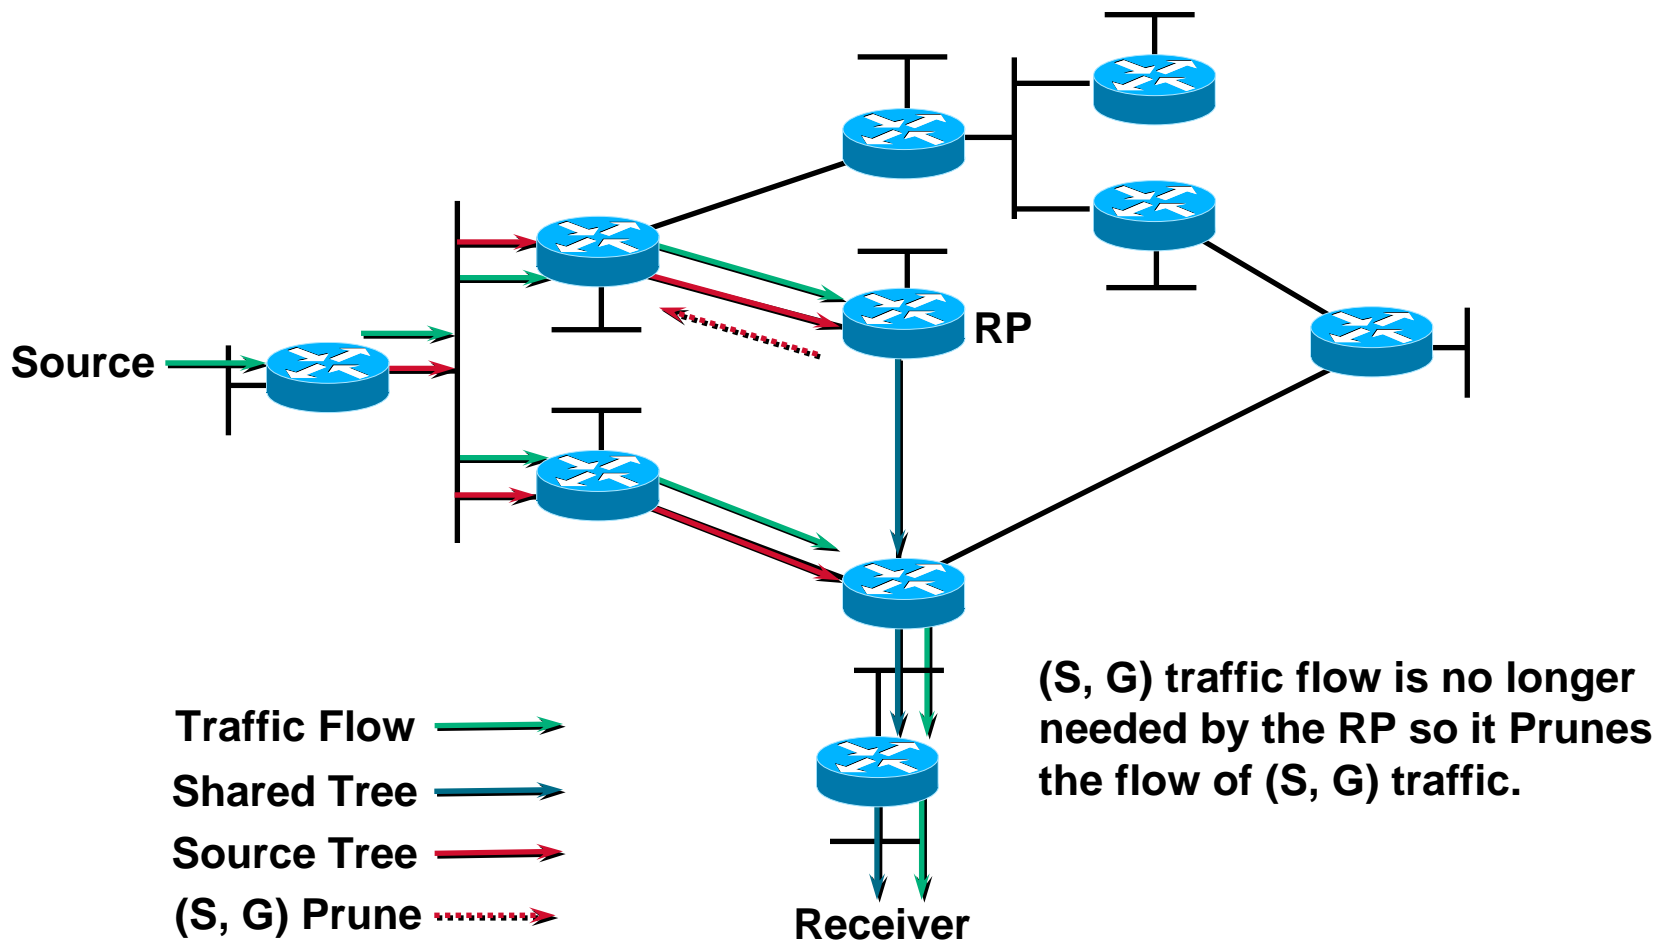 Source
RP
(S, G) traffic flow is no longer
needed by the RP so it Prunes
the flow of (S, G) traffic.
Traffic Flow
Shared Tree
Source Tree
(S, G) Prune
Receiver